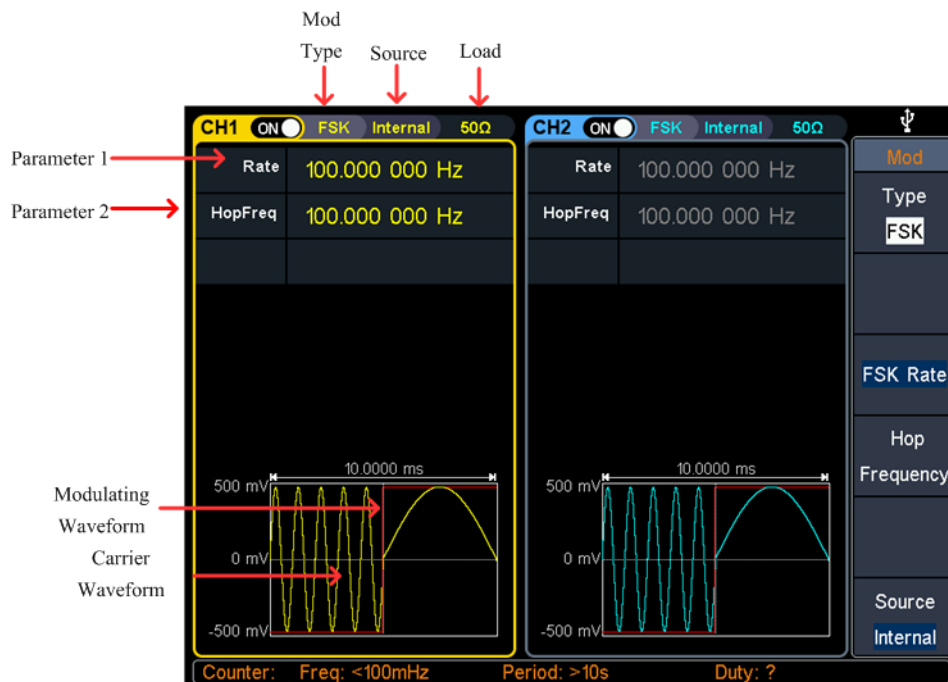 Mod
Type
Source
Load
CH1 ON FSK Internal 50Ω
CH2 ON FSK Internal 50Ω
Mod
Parameter 1
Rate 100.000 000 Hz
Rate 100.000 000 Hz
Type
FSK
Parameter 2
HopFreq 100.000 000 Hz
HopFreq 100.000 000 Hz
FSK Rate
Hop
Frequency
10.0000 ms
10.0000 ms
500 mV
500 mV
Modulating
Waveform
Carrier
Waveform
0 mV
0 mV
-500 mV
-500 mV
Source
Internal
Counter: Freq: <100mHz Period: >10s Duty: ?